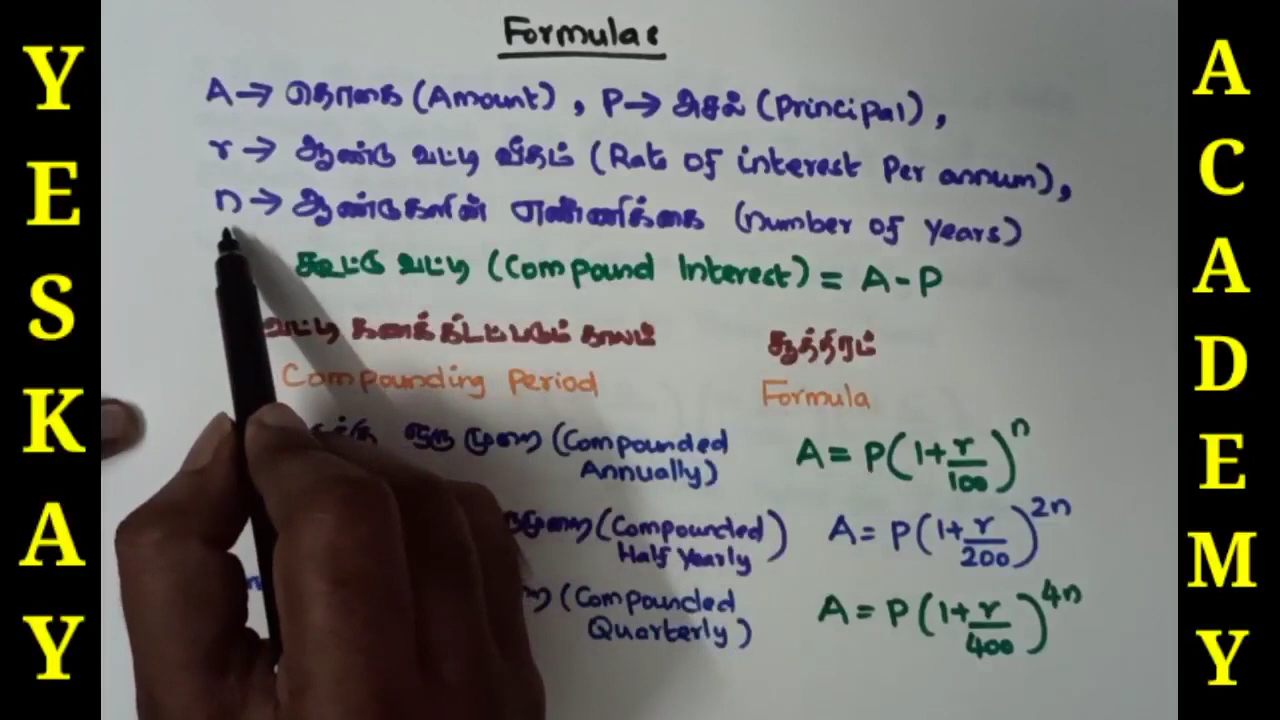 YESKAY
ACADEMY
Formulae
A → தொகை (Amount), P → அசல் (Principal),
r → ஆண்டு வட்டி வீதம் (Rate of interest Per annum),
n → ஆண்டுகளின் எண்ணிக்கை (number of years)
கூட்டு வட்டி (Compound Interest) = A - P
வட்டி கணக்கிடப்படும் காலம் சூத்திரம்
Compounding Period Formula
ஒரு முறை (Compounded Annually) A = P(1+r/100)^n
(Compounded Half Yearly) A = P(1+r/200)^2n
(Compounded Quarterly) A = P(1+r/400)^4n